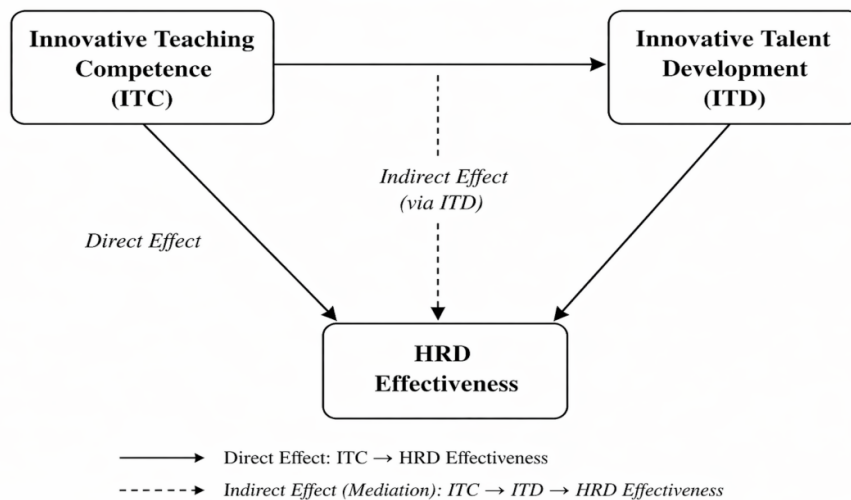 Innovative Teaching
Competence
(ITC)
Innovative Talent
Development
(ITD)
Indirect Effect
(via ITD)
Direct Effect
HRD
Effectiveness
Direct Effect: ITC → HRD Effectiveness
Indirect Effect (Mediation): ITC → ITD → HRD Effectiveness